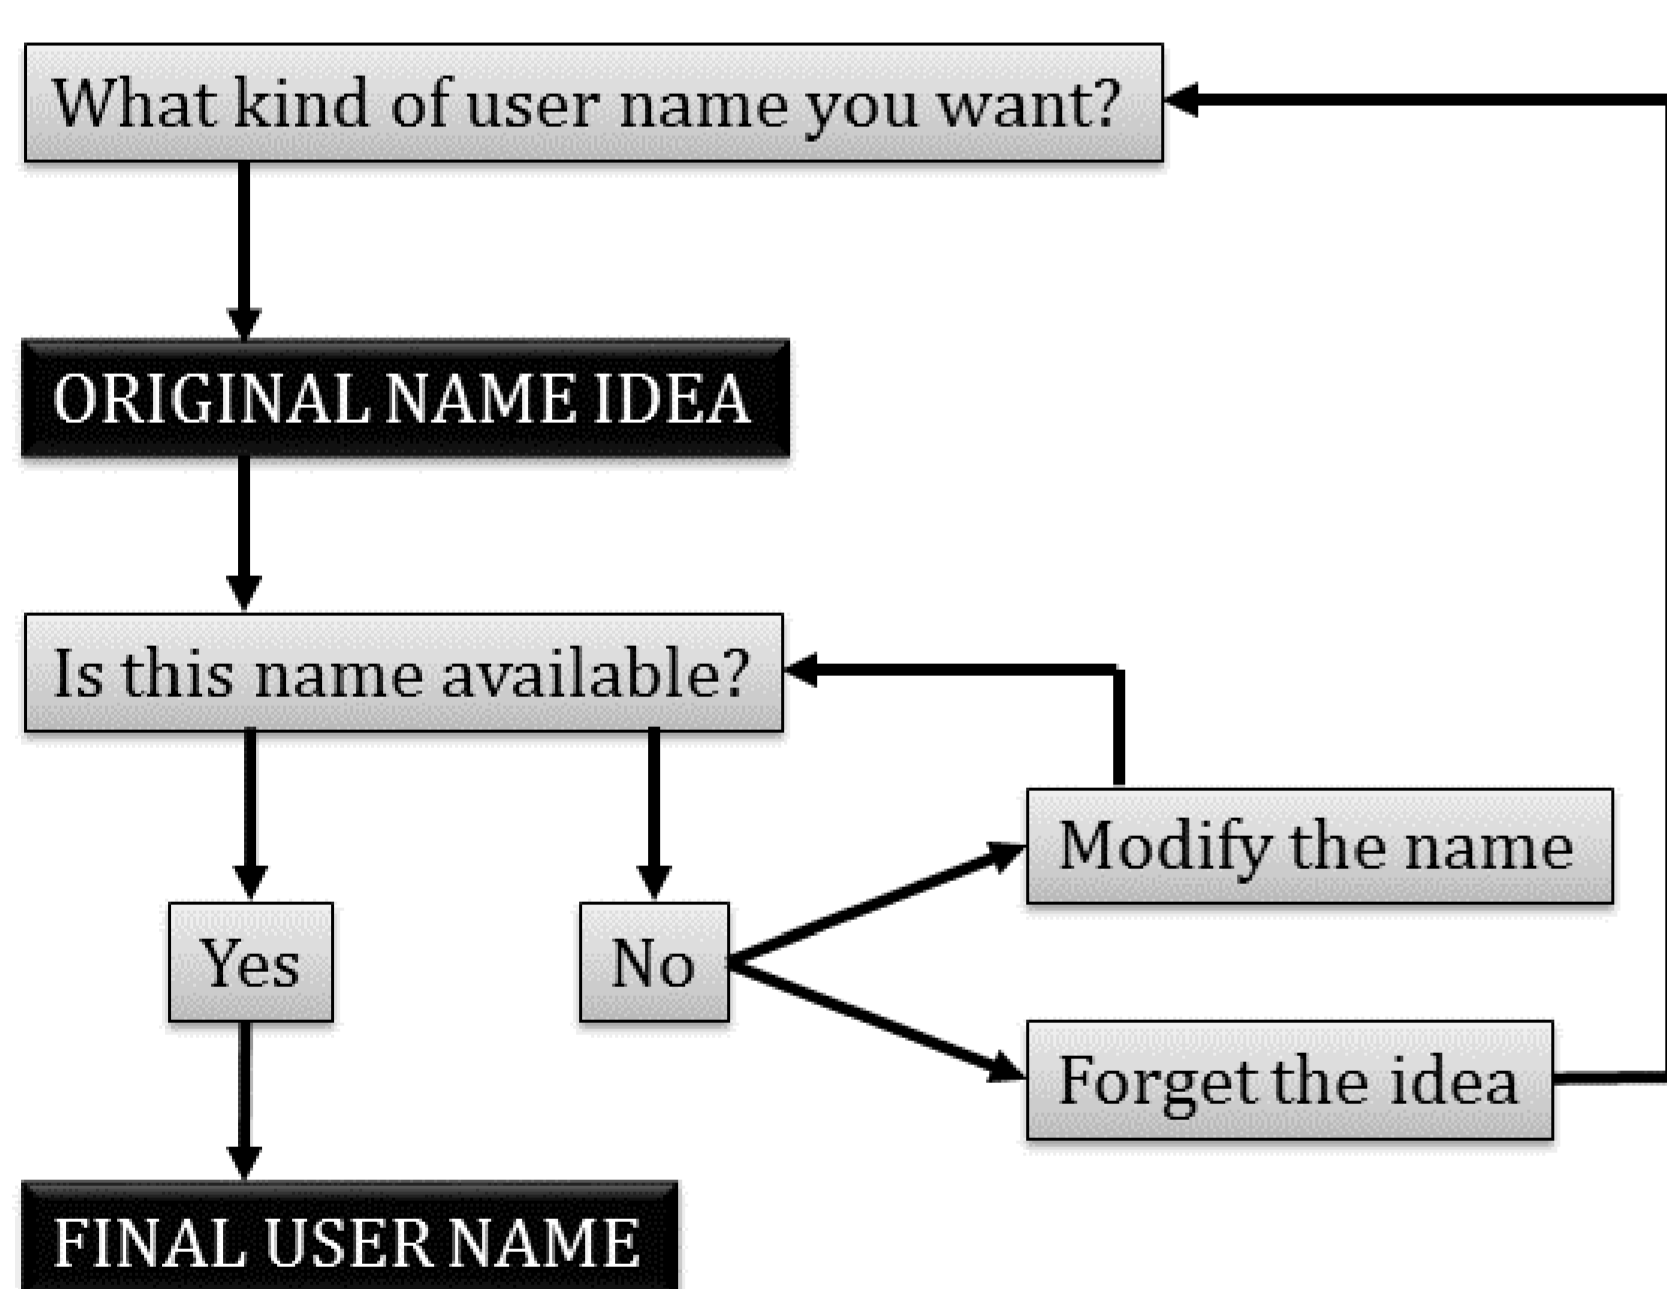 What kind of user name you want?
ORIGINAL NAME IDEA
Is this name available?
Modify the name
Yes
No
Forget the idea
FINAL USER NAME